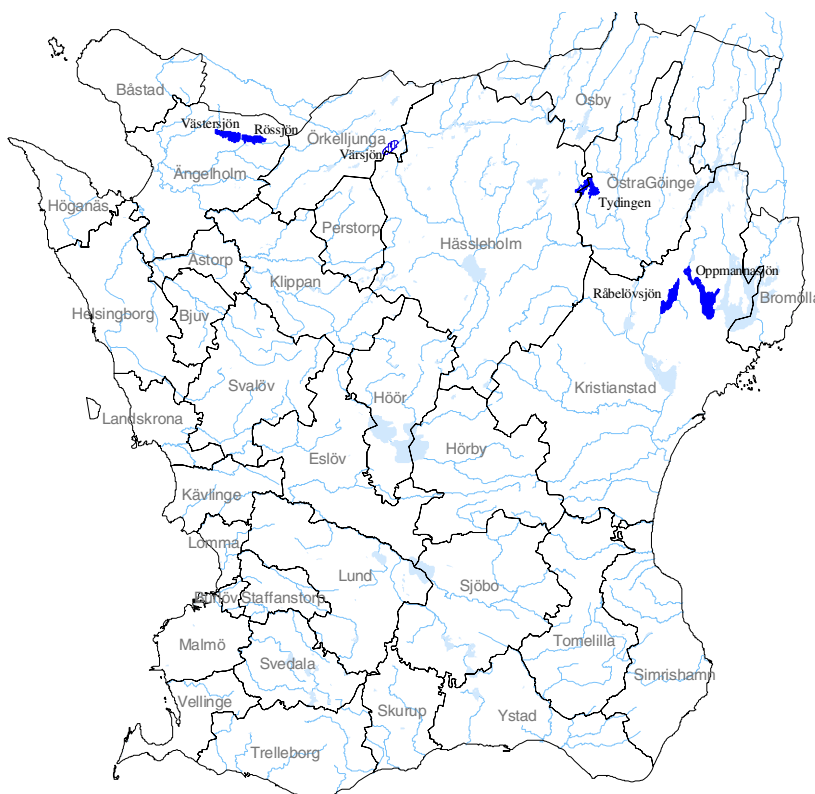 Båstad
Osby
Västersjön
Rössjön
Örkelljunga
Värsjön
Ängelholm
ÖstraGöinge
Tydingen
Höganäs
Perstorp
Hässleholm
Åstorp
Klippan
Oppmannasjön
Råbelövsjön
Bromölla
Helsingborg
Bjuv
Svalöv
Höör
Kristianstad
Landskrona
Hörby
Eslöv
Kävlinge
Lomma
Lund
Sjöbo
Burlöv
Staffanstorp
Malmö
Svedala
Tomelilla
Simrishamn
Vellinge
Skurup
Ystad
Trelleborg